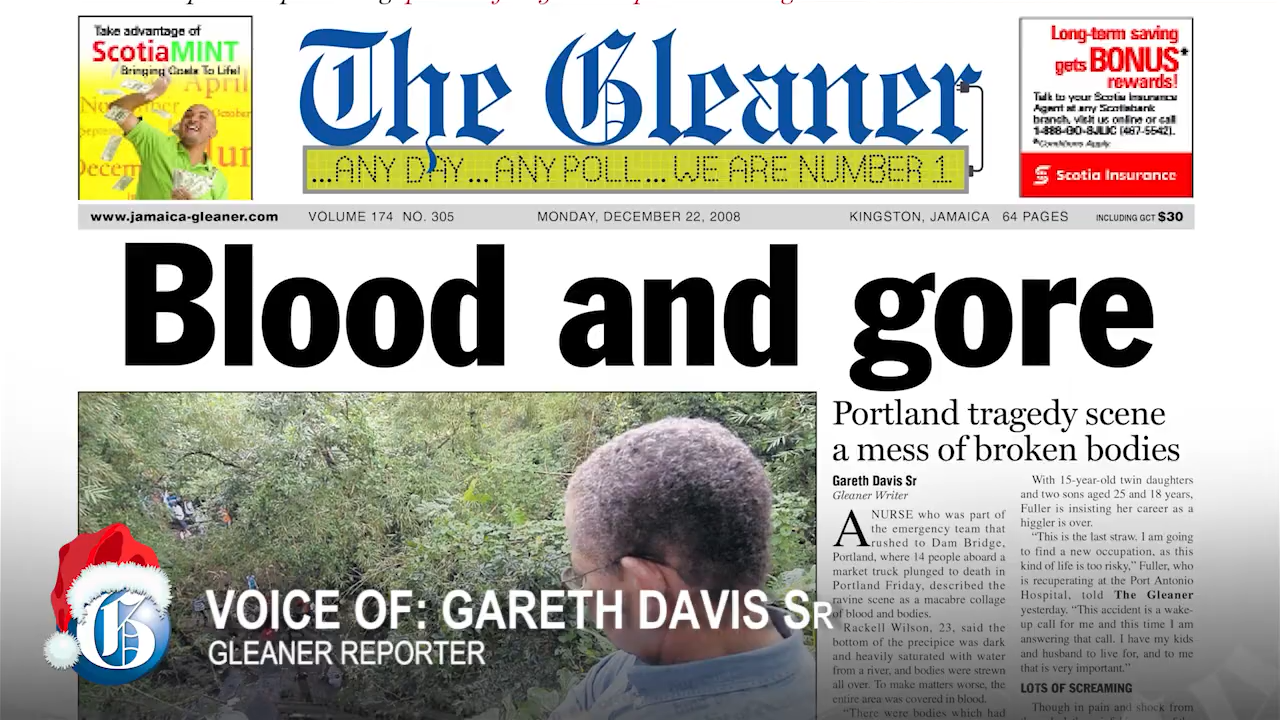 Take advantage of
ScotiaMINT
Bringing Goals To Life!
April
November
October
The Gleaner
...ANY DAY...ANY POLL...WE ARE NUMBER 1
Long-term saving
gets BONUS*
rewards!
Talk to your Scotia Insurance
Agent at any Scotiabank
branch, visit us online or call
1-888-GO-SJLIC (467-5542).
*Conditions Apply.
Scotia Insurance
www.jamaica-gleaner.com VOLUME 174 NO. 305 MONDAY, DECEMBER 22, 2008 KINGSTON, JAMAICA 64 PAGES INCLUDING GCT $30
Blood and gore
Portland tragedy scene
a mess of broken bodies
Gareth Davis Sr
Gleaner Writer
A NURSE who was part of
the emergency team that
rushed to Dam Bridge,
Portland, where 14 people aboard a
market truck plunged to death in
Portland Friday, described the
ravine scene as a macabre collage
of blood and bodies.
Rackell Wilson, 23, said the
bottom of the precipice was dark
and heavily saturated with water
from a river, and bodies were strewn
all over. To make matters worse, the
entire area was covered in blood.
"There were bodies which had
With 15-year-old twin daughters
and two sons aged 25 and 18 years,
Fuller is insisting her career as a
higgler is over.
"This is the last straw. I am going
to find a new occupation, as this
kind of life is too risky," Fuller, who
is recuperating at the Port Antonio
Hospital, told The Gleaner
yesterday. "This accident is a wake-
up call for me and this time I am
answering that call. I have my kids
and husband to live for, and to me
that is very important."
LOTS OF SCREAMING
Though in pain and shock from
G
VOICE OF: GARETH DAVIS Sr
GLEANER REPORTER